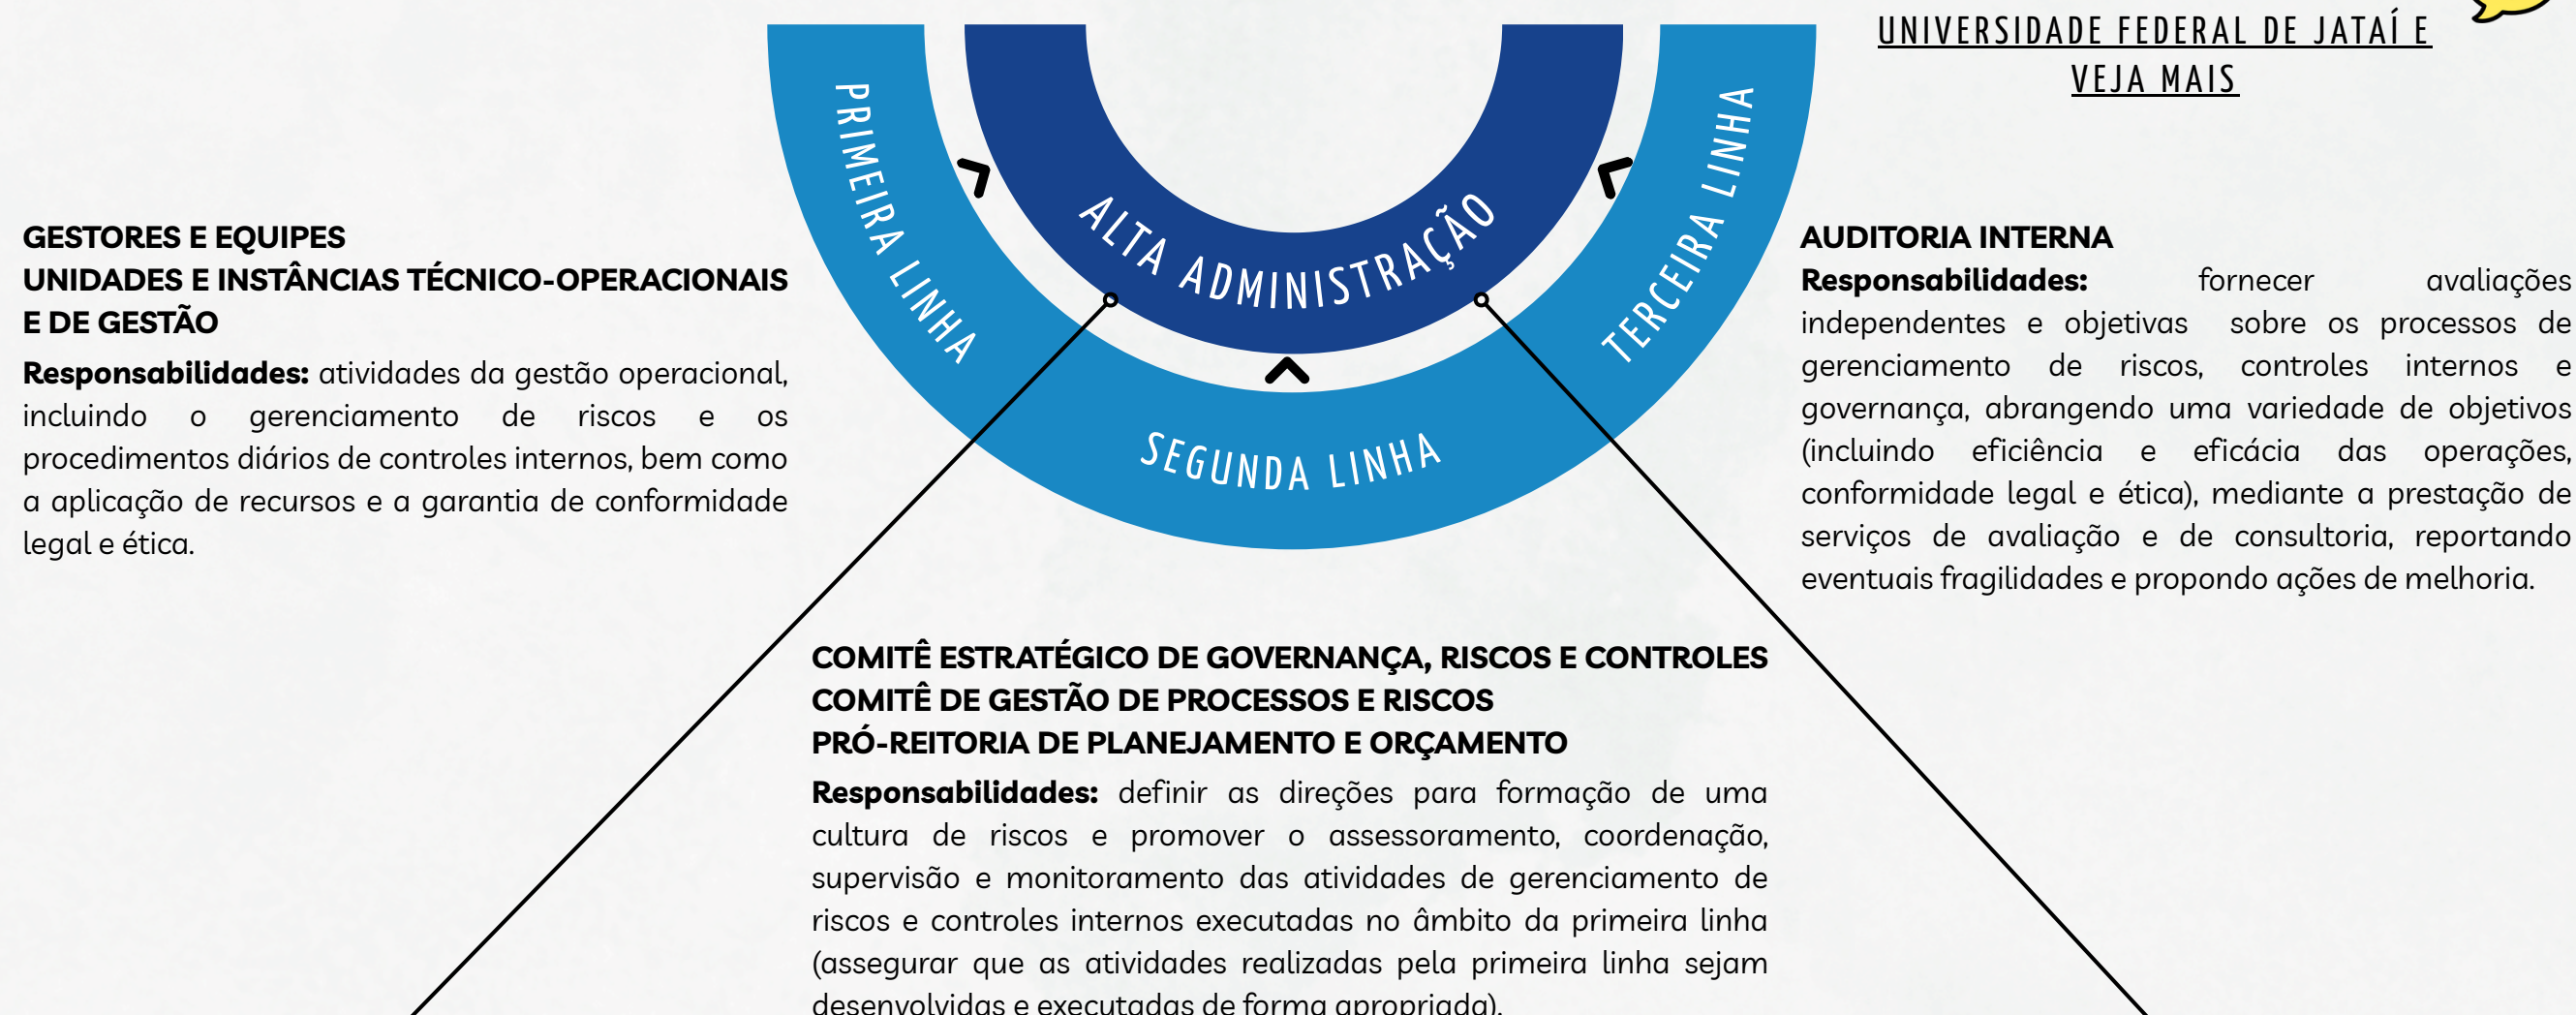 UNIVERSIDADE FEDERAL DE JATAÍ E
VEJA MAIS
PRIMEIRA LINHA
ALTA ADMINISTRAÇÃO
TERCEIRA LINHA
SEGUNDA LINHA
GESTORES E EQUIPES
UNIDADES E INSTÂNCIAS TÉCNICO-OPERACIONAIS
E DE GESTÃO
Responsabilidades: atividades da gestão operacional,
incluindo o gerenciamento de riscos e os
procedimentos diários de controles internos, bem como
a aplicação de recursos e a garantia de conformidade
legal e ética.
AUDITORIA INTERNA
Responsabilidades: fornecer avaliações
independentes e objetivas sobre os processos de
gerenciamento de riscos, controles internos e
governança, abrangendo uma variedade de objetivos
(incluindo eficiência e eficácia das operações,
conformidade legal e ética), mediante a prestação de
serviços de avaliação e de consultoria, reportando
eventuais fragilidades e propondo ações de melhoria.
COMITÊ ESTRATÉGICO DE GOVERNANÇA, RISCOS E CONTROLES
COMITÊ DE GESTÃO DE PROCESSOS E RISCOS
PRÓ-REITORIA DE PLANEJAMENTO E ORÇAMENTO
Responsabilidades: definir as direções para formação de uma
cultura de riscos e promover o assessoramento, coordenação,
supervisão e monitoramento das atividades de gerenciamento de
riscos e controles internos executadas no âmbito da primeira linha
(assegurar que as atividades realizadas pela primeira linha sejam
desenvolvidas e executadas de forma apropriada).